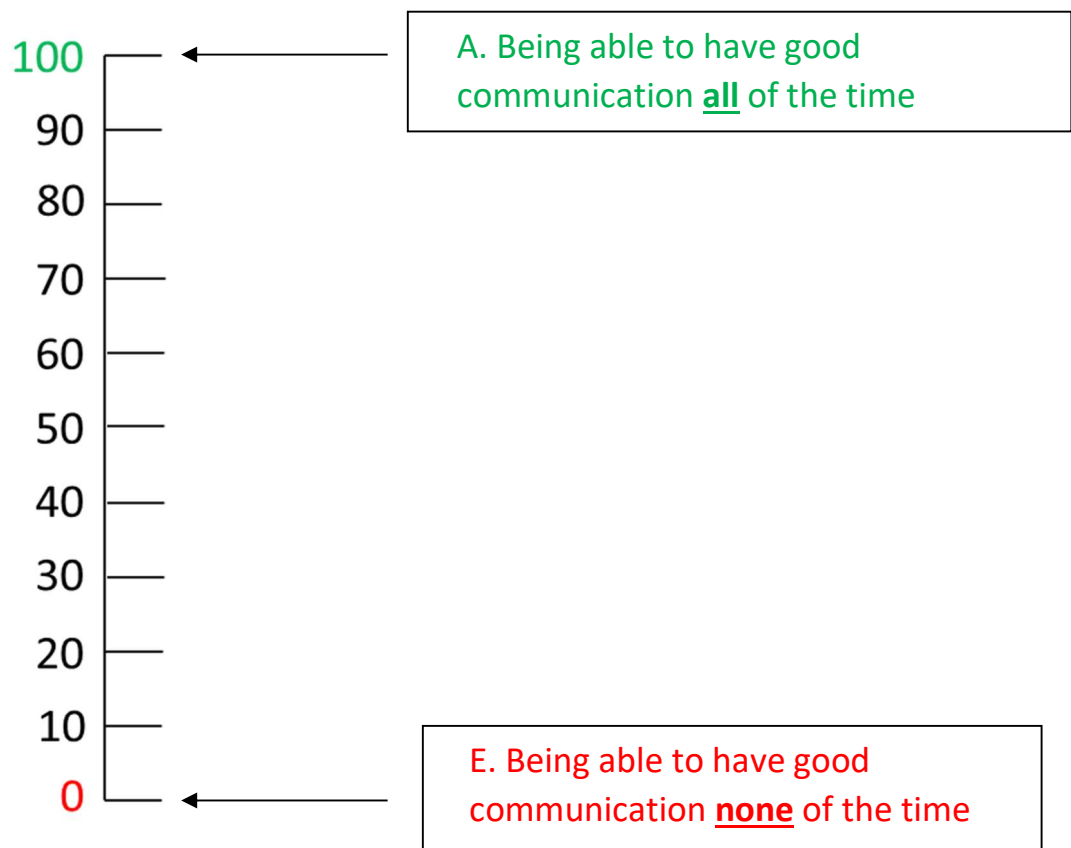 100
A. Being able to have good
communication all of the time
90
80
70
60
50
40
30
20
10
0
E. Being able to have good
communication none of the time